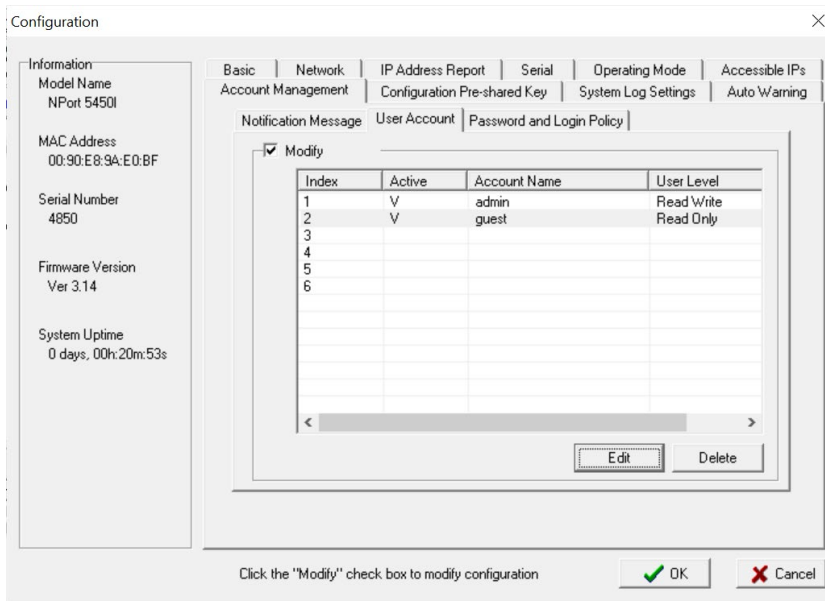 Configuration
Information
Model Name
NPort 5450I
MAC Address
00:90:E8:9A:E0:BF
Serial Number
4850
Firmware Version
Ver 3.14
System Uptime
0 days, 00h:20m:53s
Basic Network IP Address Report Serial Operating Mode Accessible IPs
Account Management Configuration Pre-shared Key System Log Settings Auto Warning
Notification Message User Account Password and Login Policy
Modify
Index Active Account Name User Level
1 V admin Read Write
2 V guest Read Only
3
4
5
6
Edit Delete
Click the "Modify" check box to modify configuration OK Cancel